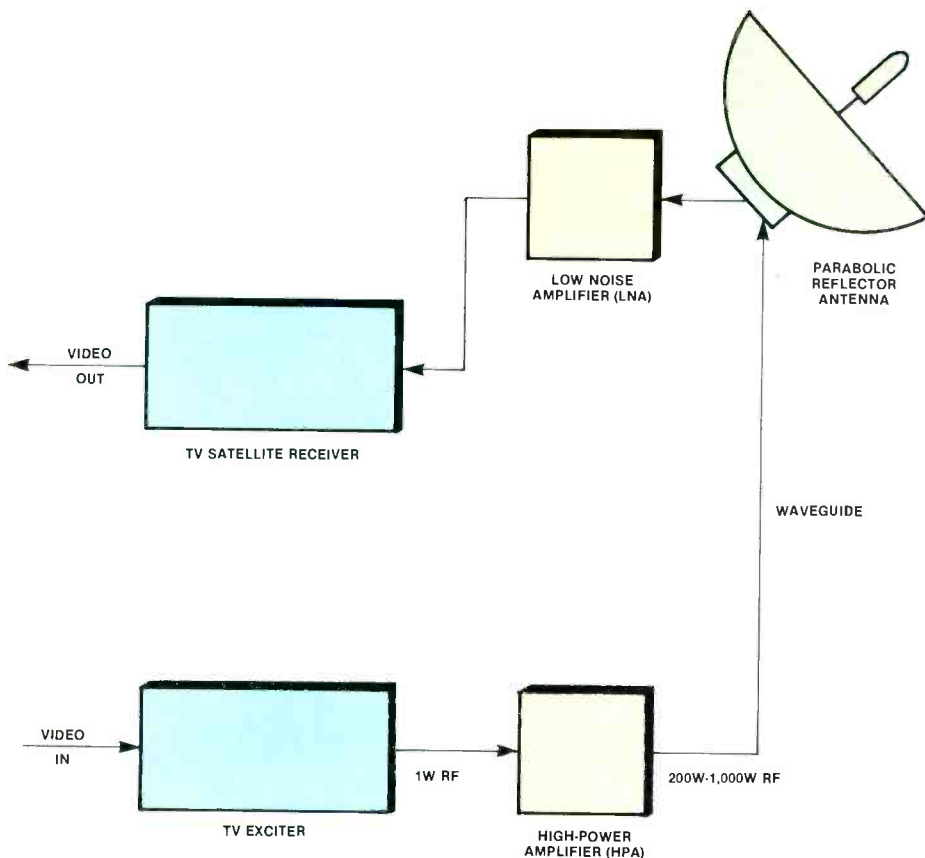 LOW NOISE
AMPLIFIER (LNA)
PARABOLIC
REFLECTOR
ANTENNA
VIDEO
OUT
TV SATELLITE RECEIVER
WAVEGUIDE
VIDEO
IN
1W RF
200W-1,000W RF
TV EXCITER
HIGH-POWER
AMPLIFIER (HPA)